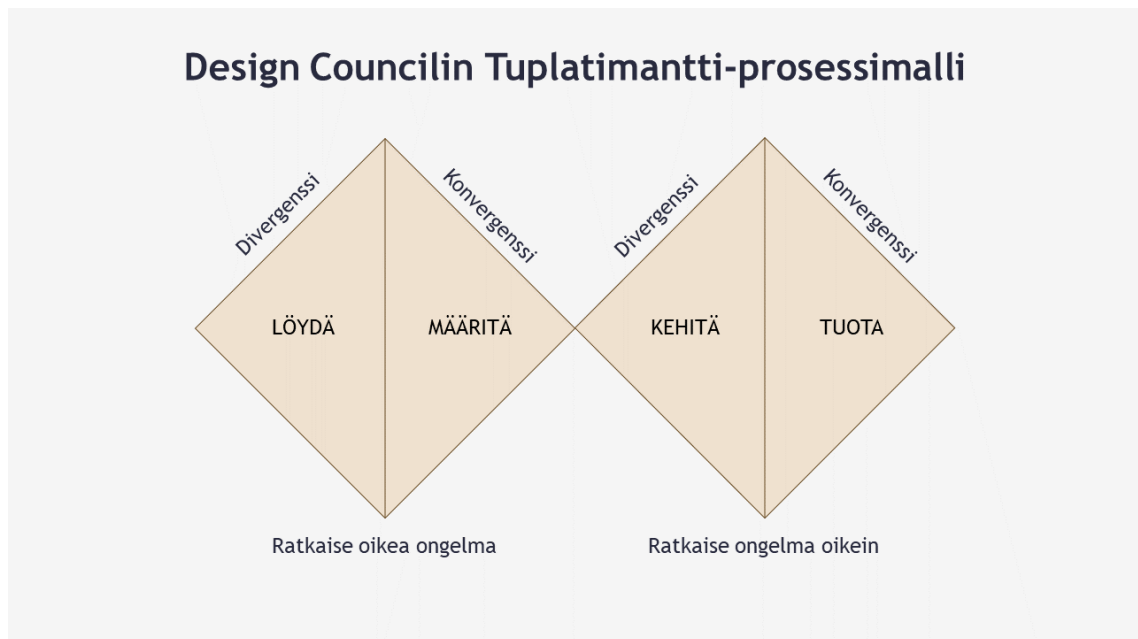 Design Councilin Tuplatimantti-prosessimalli
Divergenssi
Konvergenssi
Divergenssi
Konvergenssi
LÖYDÄ
MÄÄRITÄ
KEHITÄ
TUOTA
Ratkaise oikea ongelma
Ratkaise ongelma oikein